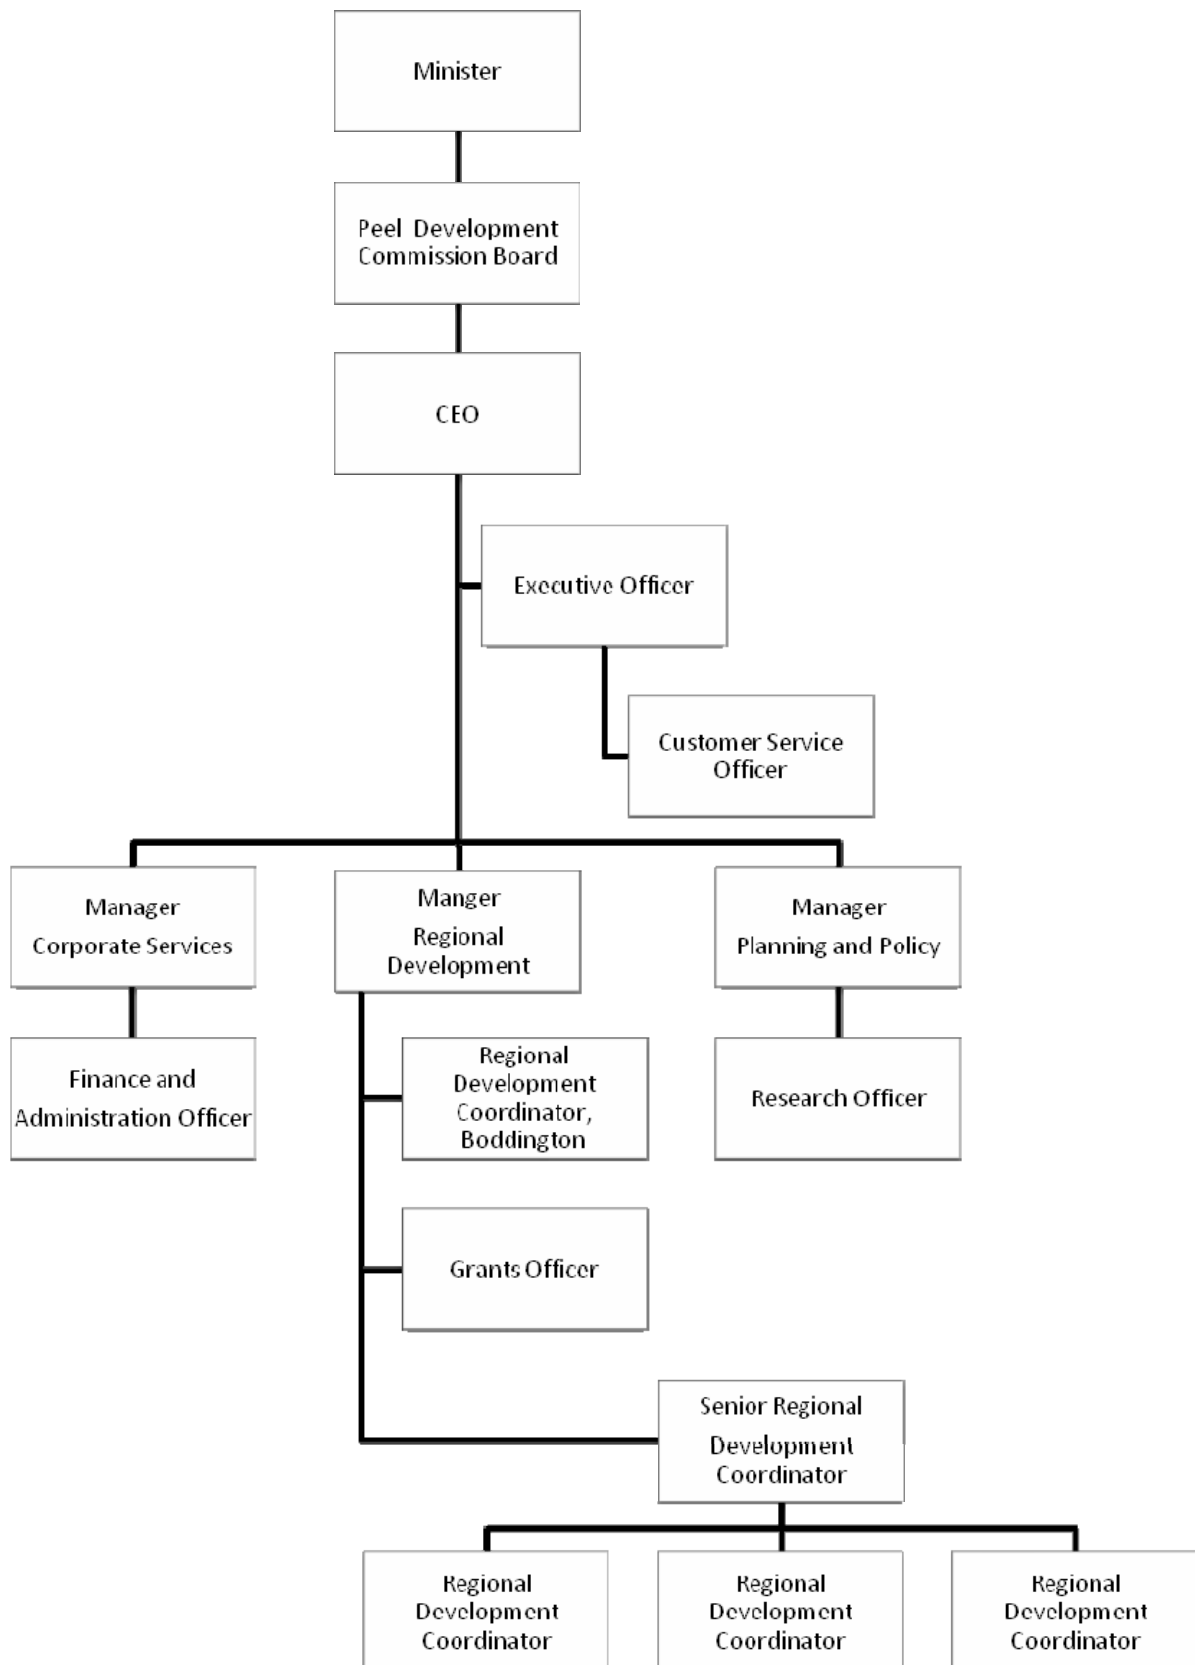 Minister
Peel Development
Commission Board
CEO
Executive Officer
Customer Service
Officer
Manager
Corporate Services
Manger
Regional
Development
Manager
Planning and Policy
Finance and
Administration Officer
Regional
Development
Coordinator,
Boddington
Research Officer
Grants Officer
Senior Regional
Development
Coordinator
Regional
Development
Coordinator
Regional
Development
Coordinator
Regional
Development
Coordinator